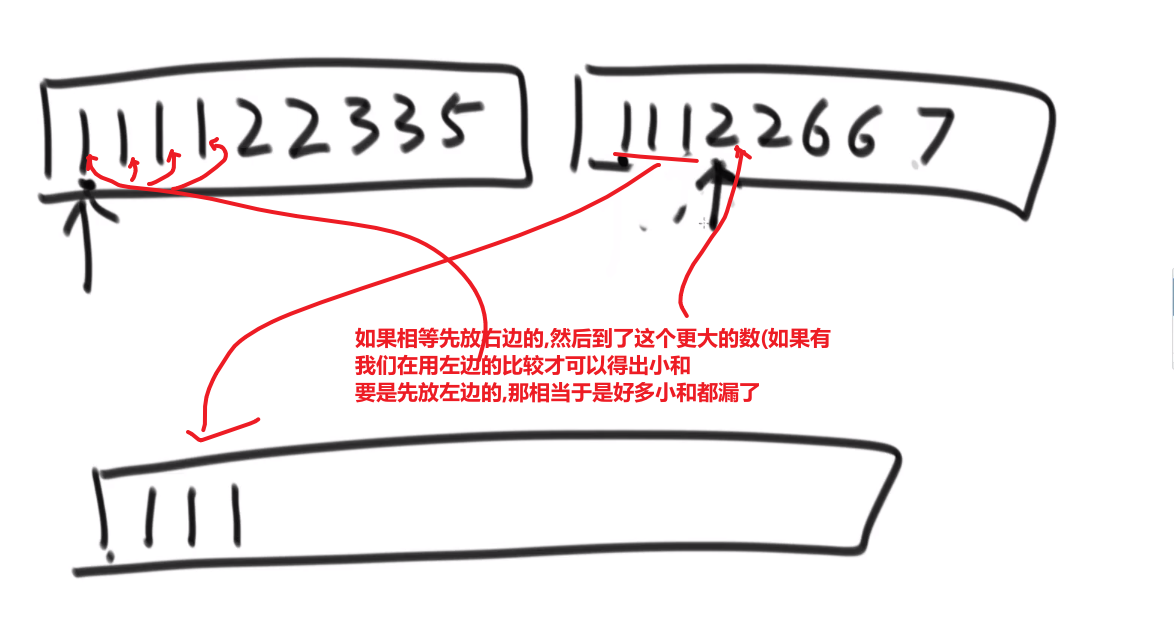 1 1 1 1 2 2 3 3 5
1 1 1 2 2 6 6 7
如果相等先放右边的,然后到了这个更大的数(如果有
我们在用左边的比较才可以得出小和
要是先放左边的,那相当于是好多小和都漏了
1 1 1